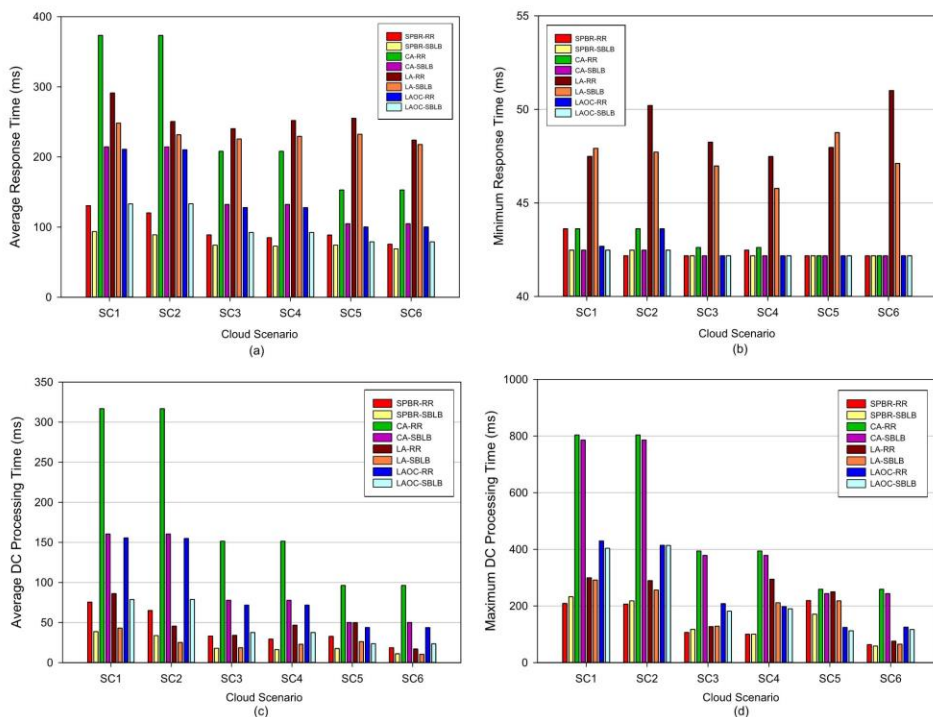 400
300
200
100
0
Average Response Time (ms)
SPBR-RR
SPBR-SBLB
CA-RR
CA-SBLB
LA-RR
LA-SBLB
LAOC-RR
LAOC-SBLB
SC1 SC2 SC3 SC4 SC5 SC6
Cloud Scenario
(a)
55
50
45
40
Minimum Response Time (ms)
SPBR-RR
SPBR-SBLB
CA-RR
CA-SBLB
LA-RR
LA-SBLB
LAOC-RR
LAOC-SBLB
SC1 SC2 SC3 SC4 SC5 SC6
Cloud Scenario
(b)
350
300
250
200
150
100
50
0
Average DC Processing Time (ms)
SPBR-RR
SPBR-SBLB
CA-RR
CA-SBLB
LA-RR
LA-SBLB
LAOC-RR
LAOC-SBLB
SC1 SC2 SC3 SC4 SC5 SC6
Cloud Scenario
(c)
1000
800
600
400
200
0
Maximum DC Processing Time (ms)
SPBR-RR
SPBR-SBLB
CA-RR
CA-SBLB
LA-RR
LA-SBLB
LAOC-RR
LAOC-SBLB
SC1 SC2 SC3 SC4 SC5 SC6
Cloud Scenario
(d)